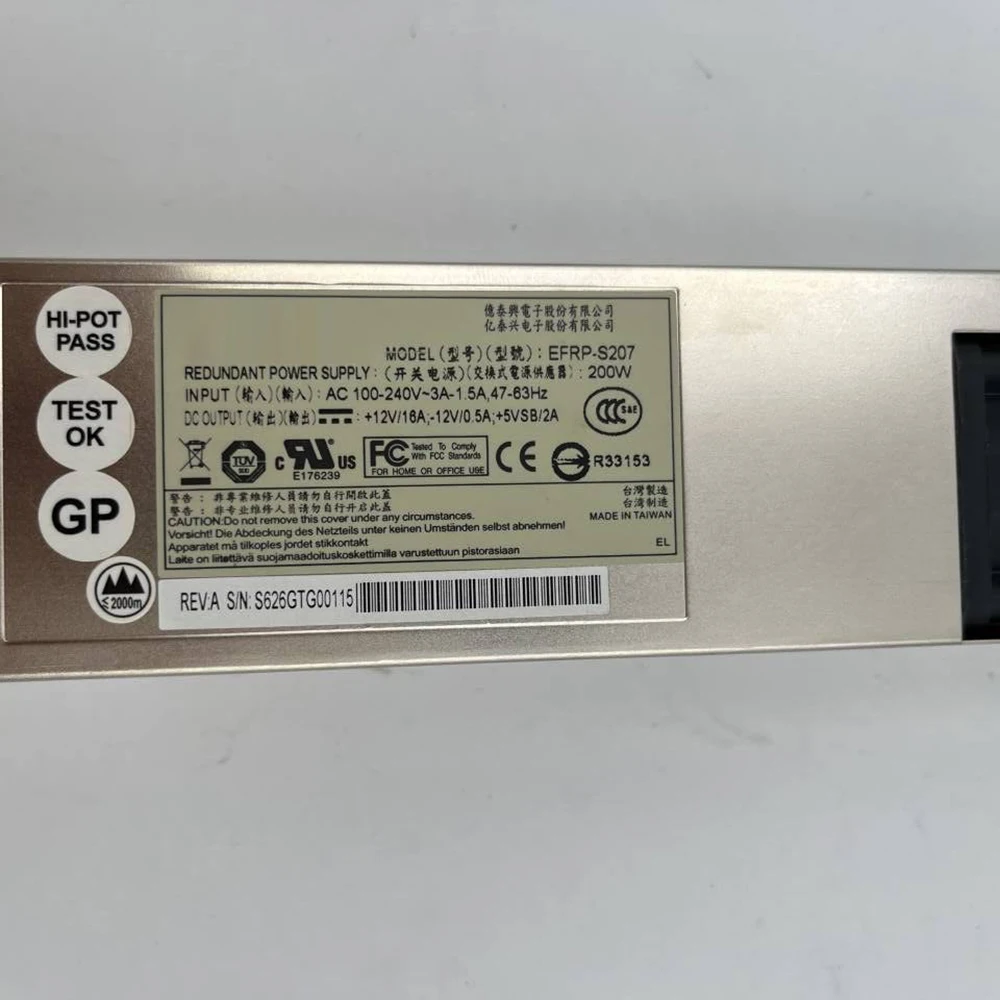 HI-POT
PASS
TEST
OK
GP
≤2000m
億泰興電子股份有限公司
亿泰兴电子股份有限公司
MODEL (型号)(型號) : EFRP-S207
REDUNDANT POWER SUPPLY : (开关电源)(交換式電源供應器) : 200W
INPUT (输入)(輸入) : AC 100-240V~3A-1.5A,47-63Hz
DC OUTPUT (输出)(輸出) : +12V/16A;-12V/0.5A;+5VSB/2A
CCC S&E
TÜV
c RU US
E176239
FC Tested To Comply
With FCC Standards
FOR HOME OR OFFICE USE
CE
R33153
警告 : 非專業維修人員請勿自行開啟此蓋
警告 : 非专业维修人员请勿自行开启此盖
CAUTION:Do not remove this cover under any circumstances.
Vorsicht! Die Abdeckung des Netzteils unter keinen Umständen selbst abnehmen!
Apparatet må tilkoples jordet stikkontakt
Laite on liitettävä suojamaadoituskoskettimilla varustettuun pistorasiaan
台灣製造
台湾制造
MADE IN TAIWAN
EL
REV:A S/N: S626GTG00115